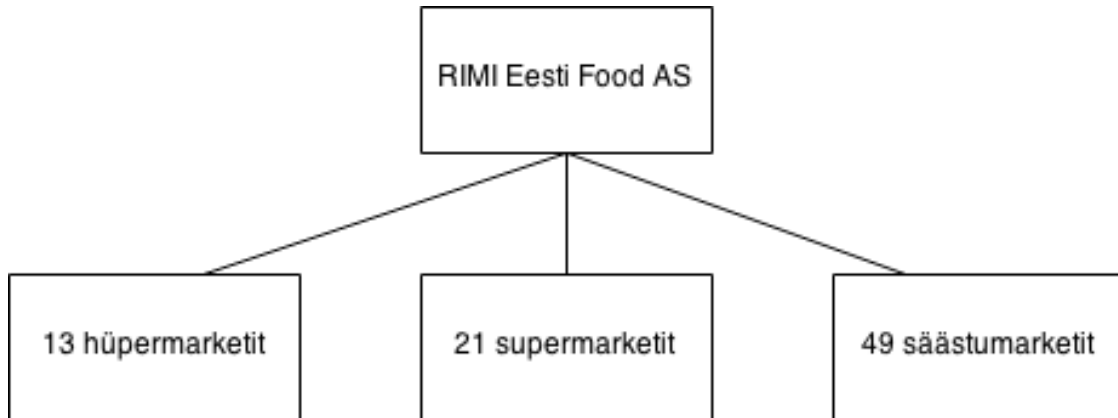 RIMI Eesti Food AS
13 hüpermarketit
21 supermarketit
49 säästumarketit